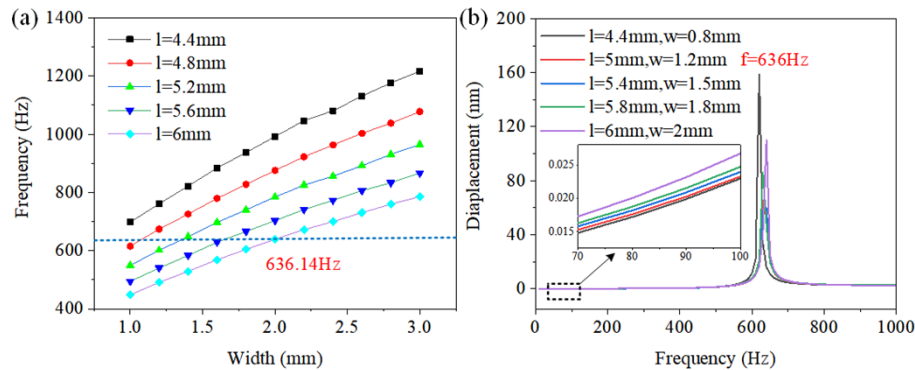 (a)
l=4.4mm
l=4.8mm
l=5.2mm
l=5.6mm
l=6mm
636.14Hz
1400
1200
1000
800
600
400
1.0 1.5 2.0 2.5 3.0
Frequency (Hz)
Width (mm)
(b)
l=4.4mm,w=0.8mm
l=5mm,w=1.2mm
l=5.4mm,w=1.5mm
l=5.8mm,w=1.8mm
l=6mm,w=2mm
f=636Hz
0.025
0.020
0.015
70 80 90 100
200
160
120
80
40
0
0 200 400 600 800 1000
Diaplacement (nm)
Frequency (Hz)